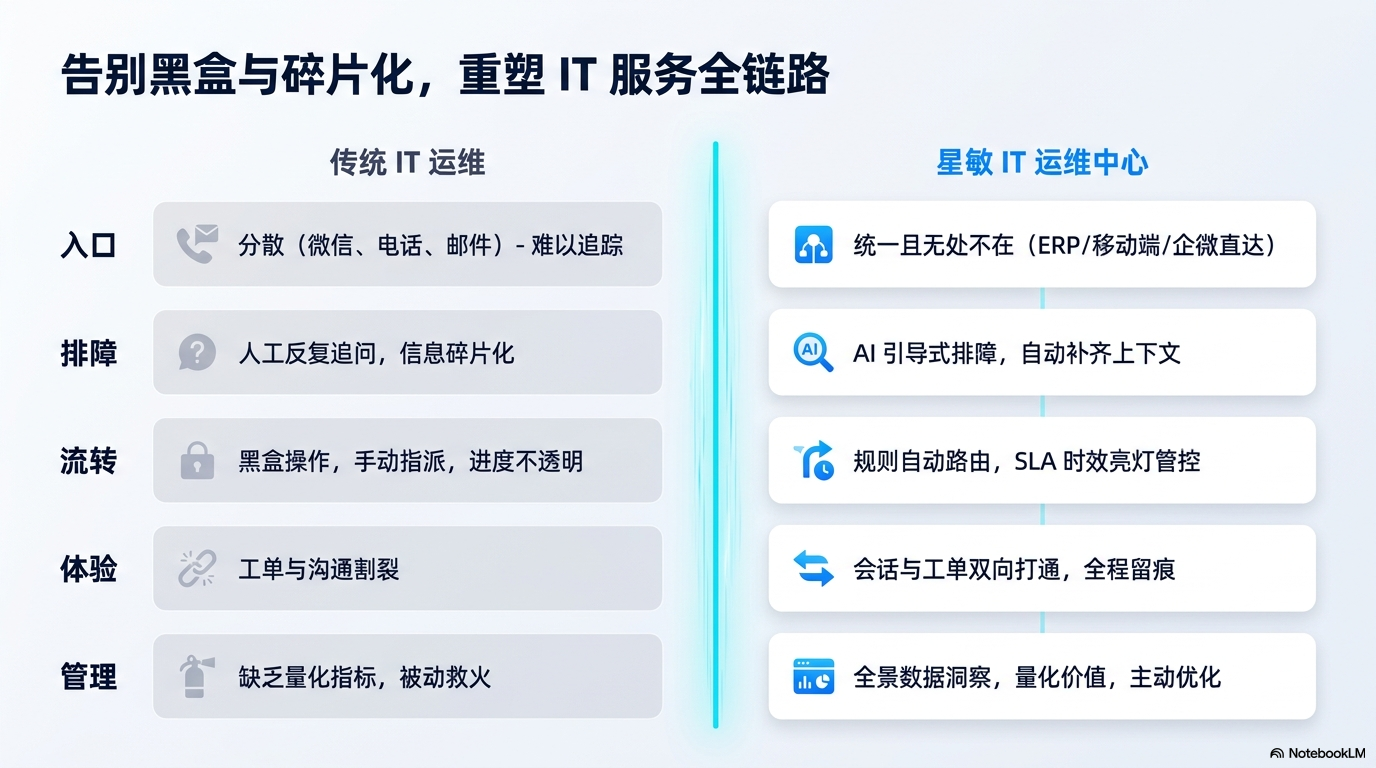 告别黑盒与碎片化，重塑 IT 服务全链路
传统 IT 运维
星敏 IT 运维中心
入口
分散（微信、电话、邮件）- 难以追踪
统一且无处不在（ERP/移动端/企微直达）
排障
?
人工反复追问，信息碎片化
AI
AI 引导式排障，自动补齐上下文
流转
黑盒操作，手动指派，进度不透明
规则自动路由，SLA 时效亮灯管控
体验
工单与沟通割裂
会话与工单双向打通，全程留痕
管理
缺乏量化指标，被动救火
全景数据洞察，量化价值，主动优化
NotebookLM